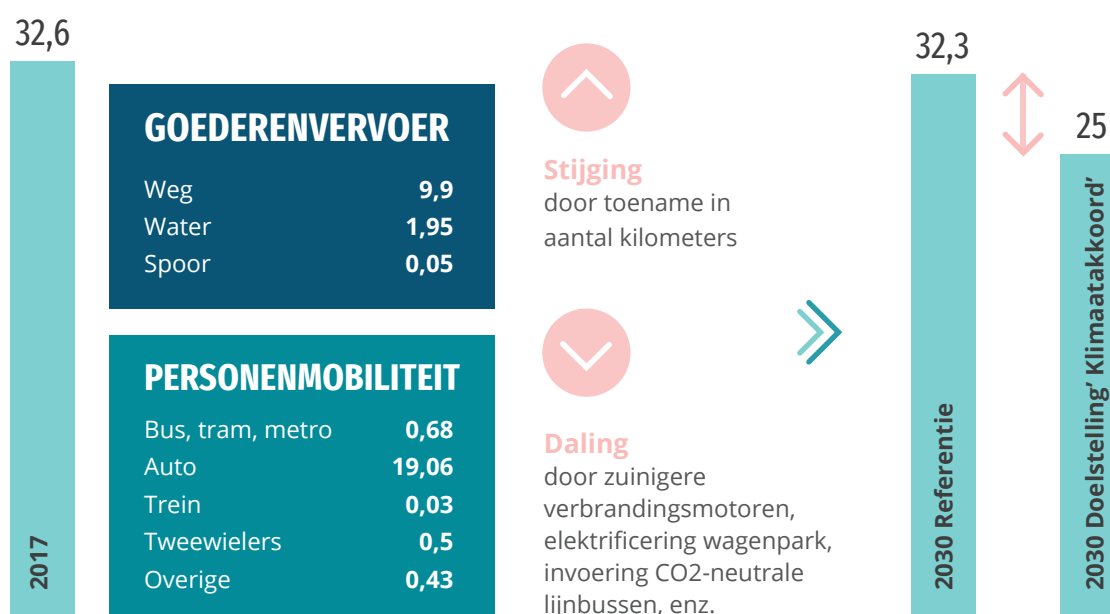 32,6
2017
GOEDERENVERVOER
Weg 9,9
Water 1,95
Spoor 0,05
PERSONENMOBILITEIT
Bus, tram, metro 0,68
Auto 19,06
Trein 0,03
Tweewielers 0,5
Overige 0,43
Stijging
door toename in
aantal kilometers
Daling
door zuinigere
verbrandingsmotoren,
elektrificering wagenpark,
invoering CO2-neutrale
lijnbussen, enz.
32,3
2030 Referentie
25
2030 Doelstelling’ Klimaatakkoord’